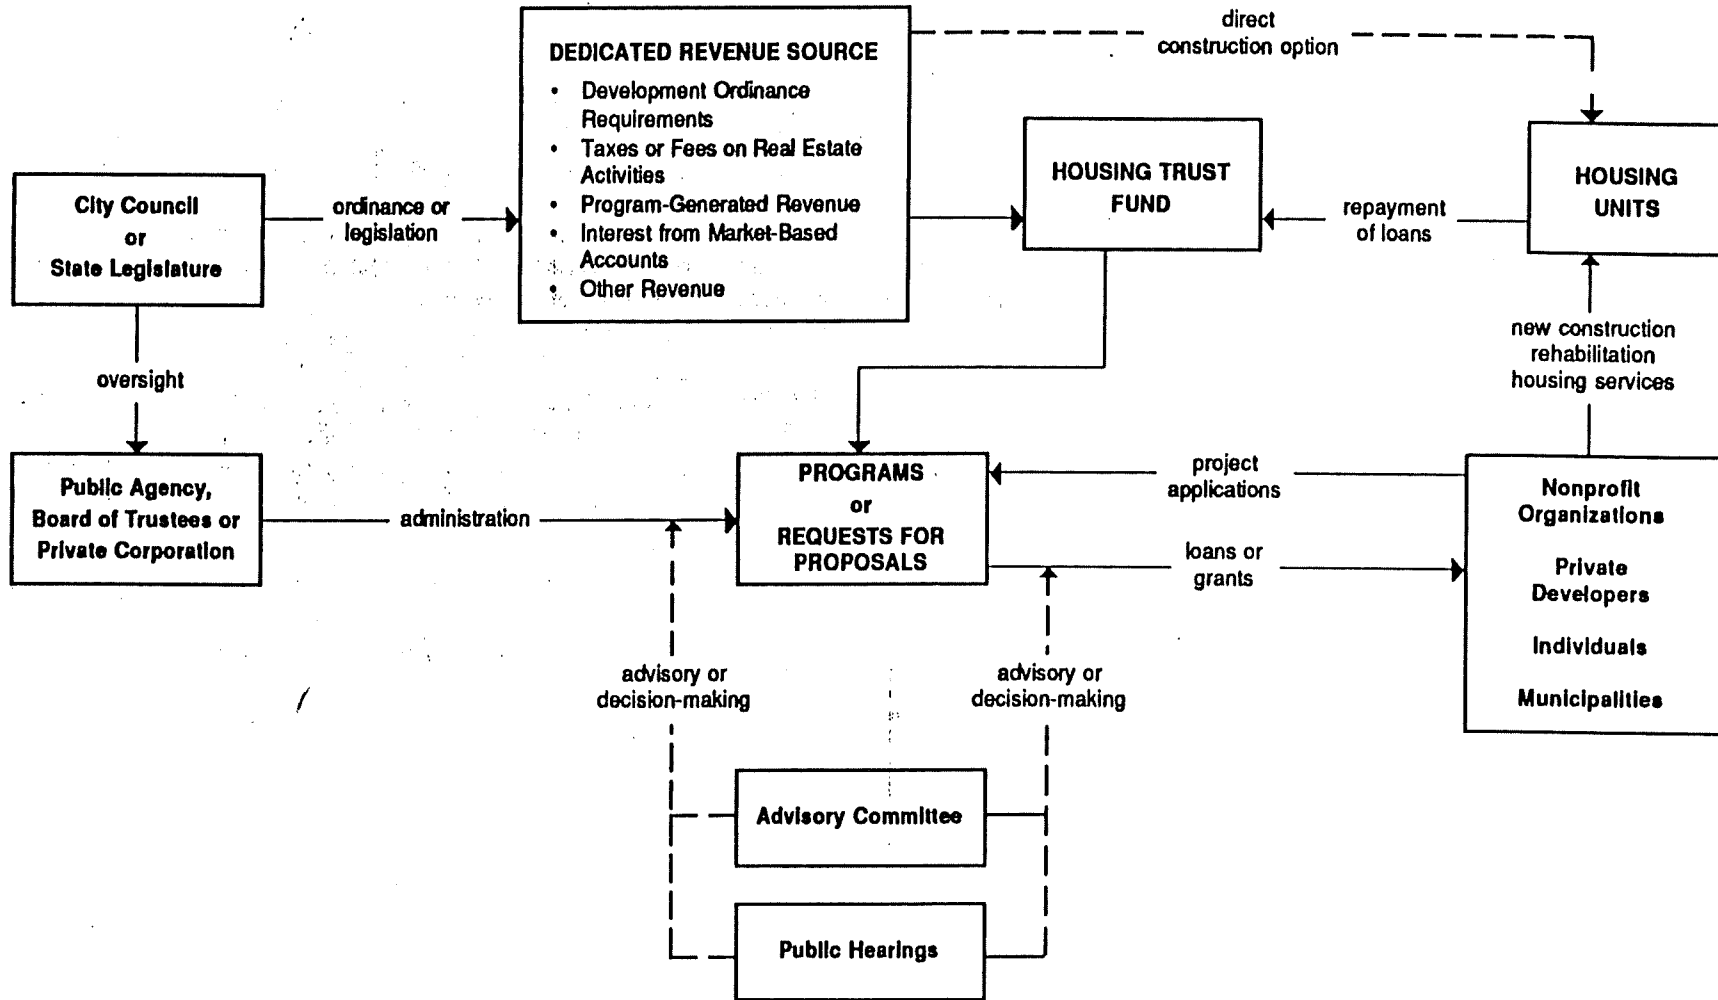 direct
construction option
DEDICATED REVENUE SOURCE
• Development Ordinance
Requirements
• Taxes or Fees on Real Estate
Activities
• Program-Generated Revenue
• Interest from Market-Based
Accounts
• Other Revenue
City Council
or
State Legislature
ordinance or
legislation
HOUSING TRUST
FUND
repayment
of loans
HOUSING
UNITS
oversight
new construction
rehabilitation
housing services
Public Agency,
Board of Trustees or
Private Corporation
administration
PROGRAMS
or
REQUESTS FOR
PROPOSALS
project
applications
loans or
grants
Nonprofit
Organizations
Private
Developers
Individuals
Municipalities
advisory or
decision-making
advisory or
decision-making
Advisory Committee
Public Hearings